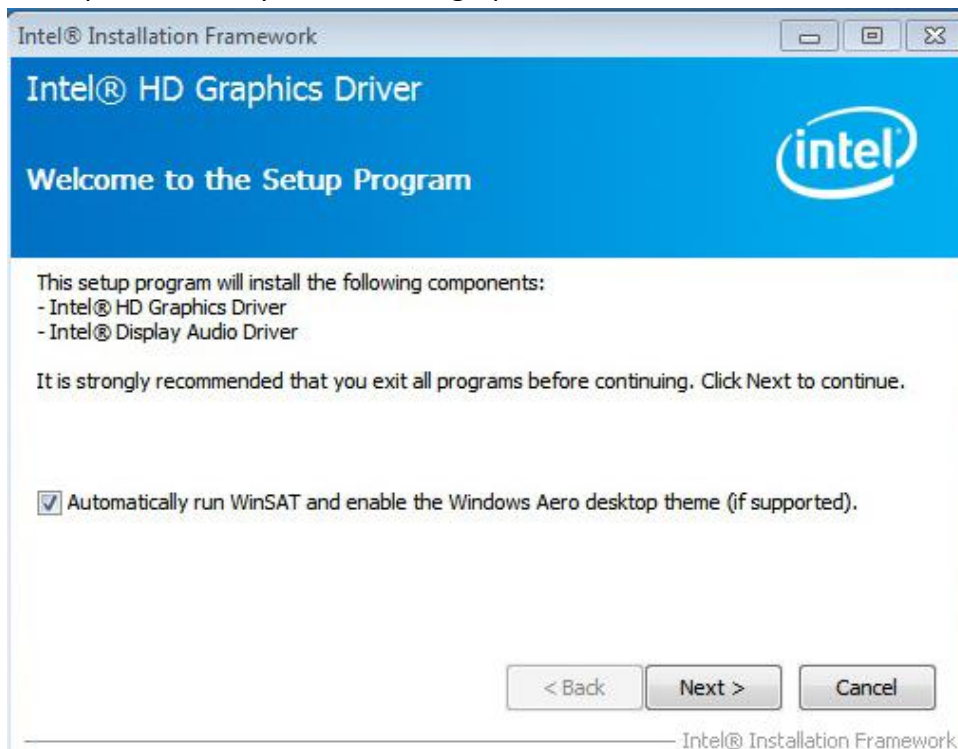 Intel® Installation Framework
Intel® HD Graphics Driver
intel
Welcome to the Setup Program
This setup program will install the following components:
- Intel® HD Graphics Driver
- Intel® Display Audio Driver
It is strongly recommended that you exit all programs before continuing. Click Next to continue.
Automatically run WinSAT and enable the Windows Aero desktop theme (if supported).
< Back Next > Cancel
Intel® Installation Framework